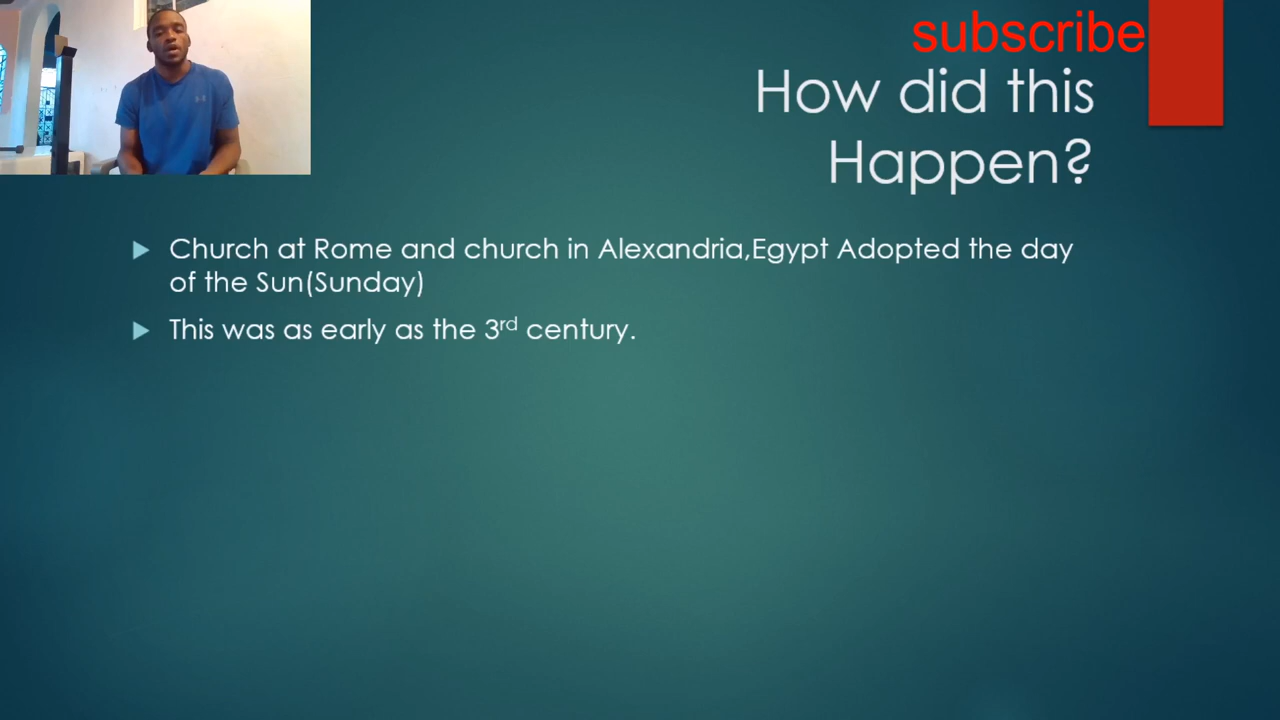 subscribe
How did this
Happen?
Church at Rome and church in Alexandria,Egypt Adopted the day
of the Sun(Sunday)
This was as early as the 3rd century.